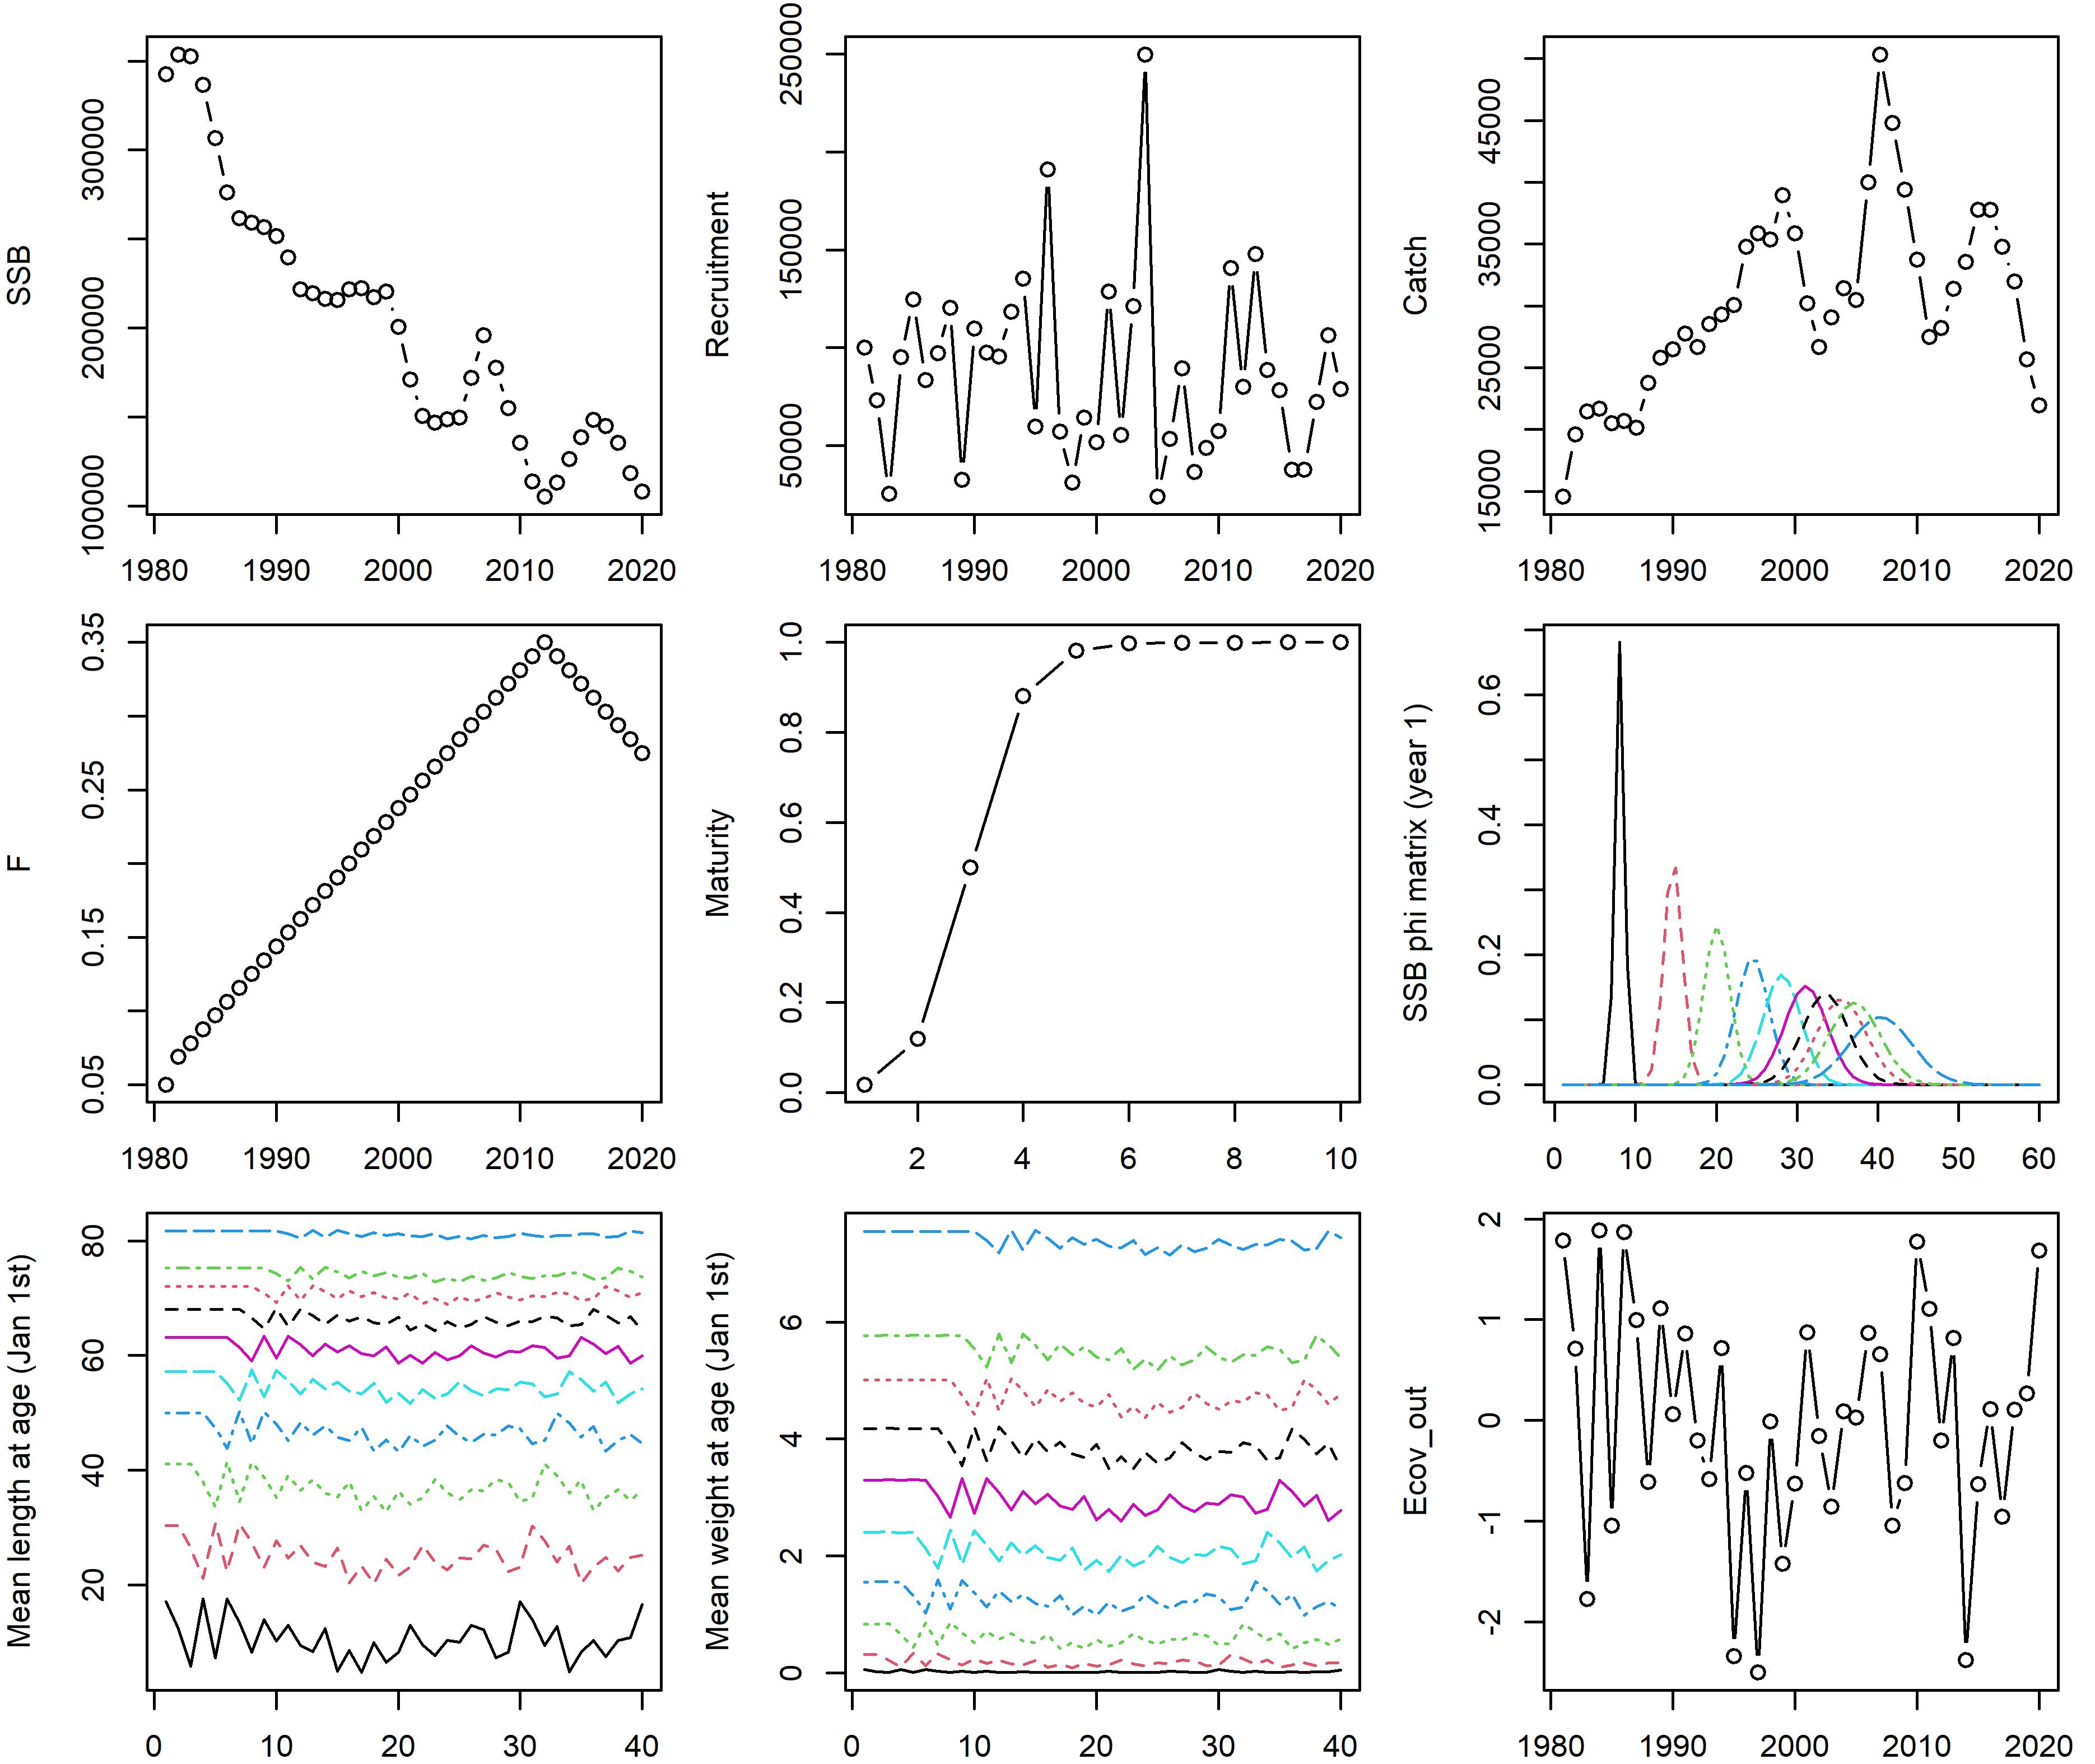 SSB
100000 200000 300000
1980 1990 2000 2010 2020
Recruitment
50000 150000 250000
1980 1990 2000 2010 2020
Catch
15000 25000 35000 45000
1980 1990 2000 2010 2020
F
0.05 0.15 0.25 0.35
1980 1990 2000 2010 2020
Maturity
0.0 0.2 0.4 0.6 0.8 1.0
2 4 6 8 10
SSB phi matrix (year 1)
0.0 0.2 0.4 0.6
0 10 20 30 40 50 60
Mean length at age (Jan 1st)
20 40 60 80
0 10 20 30 40
Mean weight at age (Jan 1st)
0 2 4 6
0 10 20 30 40
Ecov_out
-2 -1 0 1 2
1980 1990 2000 2010 2020